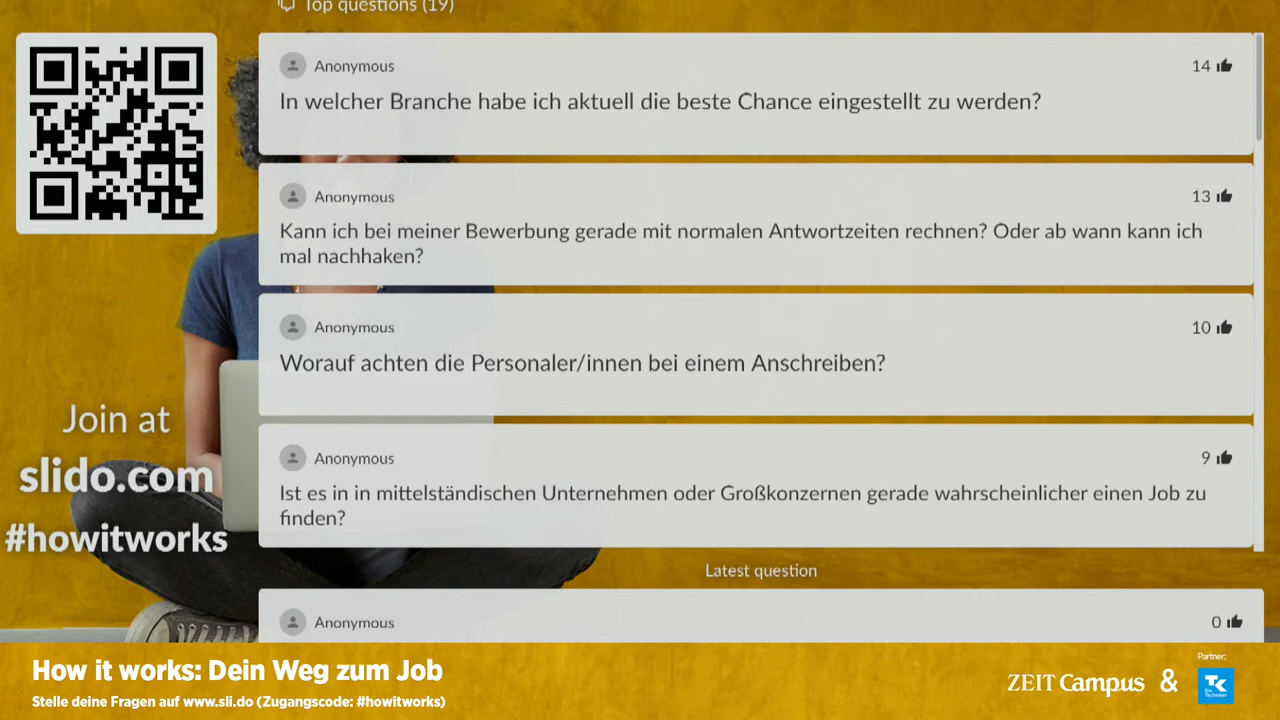 Top questions (19)
Anonymous
14
In welcher Branche habe ich aktuell die beste Chance eingestellt zu werden?
Anonymous
13
Kann ich bei meiner Bewerbung gerade mit normalen Antwortzeiten rechnen? Oder ab wann kann ich
mal nachhaken?
Anonymous
10
Worauf achten die Personaler/innen bei einem Anschreiben?
Anonymous
9
Ist es in in mittelständischen Unternehmen oder Großkonzernen gerade wahrscheinlicher einen Job zu
finden?
Latest question
Anonymous
0
Join at
slido.com
#howitworks
How it works: Dein Weg zum Job
Stelle deine Fragen auf www.sli.do (Zugangscode: #howitworks)
ZEIT Campus &
Partner:
TK
Die
Techniker